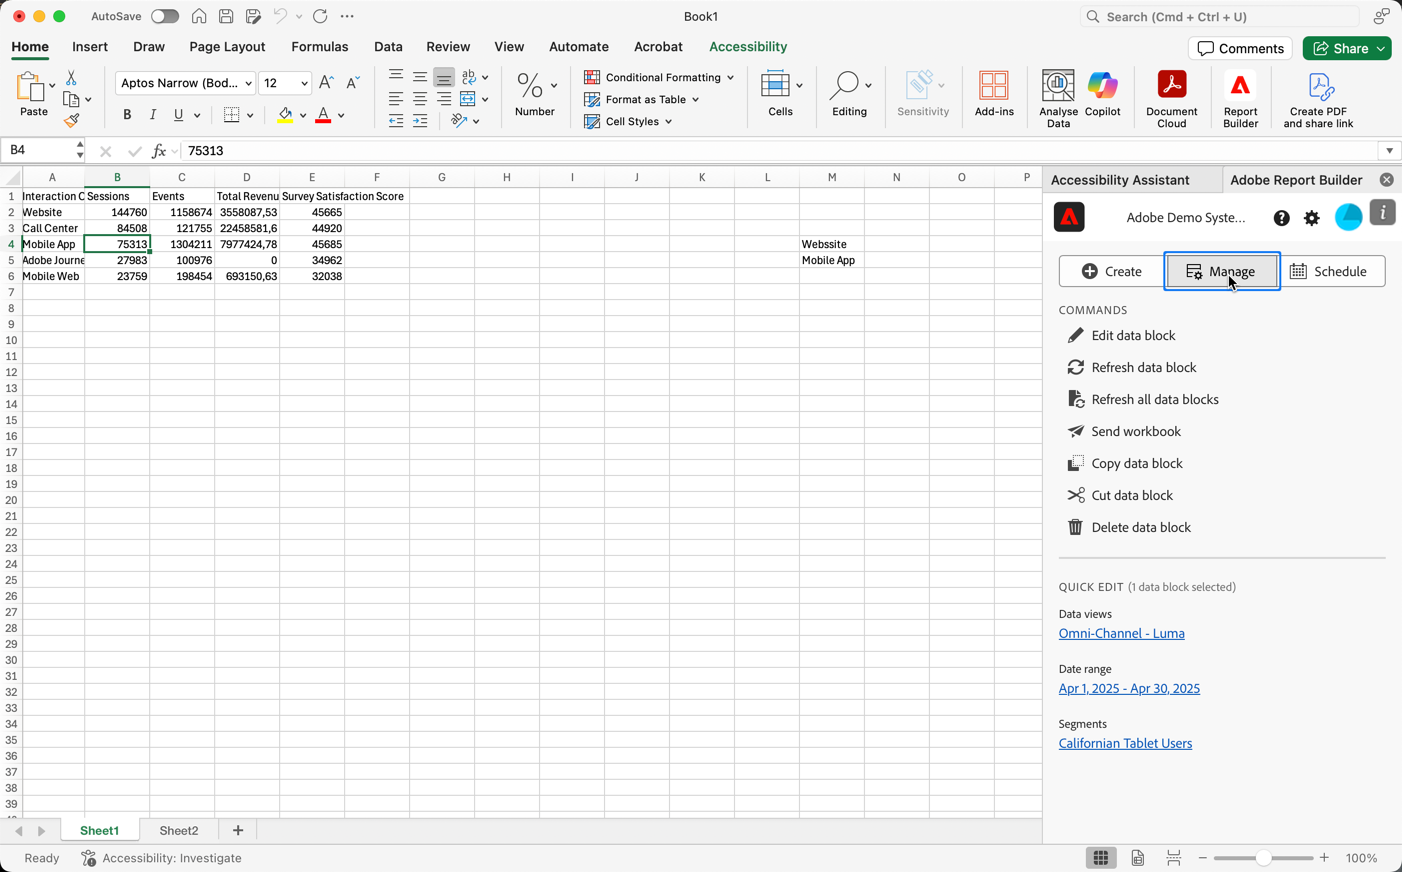 AutoSave
Book1
Search (Cmd + Ctrl + U)
Home Insert Draw Page Layout Formulas Data Review View Automate Acrobat Accessibility
Comments
Share
Paste
Aptos Narrow (Bod... 12
B I U
Number
Conditional Formatting
Format as Table
Cell Styles
Cells
Editing
Sensitivity
Add-ins
Analyse Data
Copilot
Document Cloud
Report Builder
Create PDF and share link
B4 fx 75313
A B C D E F G H I J K L M N O P
1 Interaction C Sessions Events Total Revenu Survey Satisfaction Score
2 Website 144760 1158674 3558087,53 45665
3 Call Center 84508 121755 22458581,6 44920
4 Mobile App 75313 1304211 7977424,78 45685 Webssite
5 Adobe Journe 27983 100976 0 34962 Mobile App
6 Mobile Web 23759 198454 693150,63 32038
7
8
9
10
11
12
13
14
15
16
17
18
19
20
21
22
23
24
25
26
27
28
29
30
31
32
33
34
35
36
37
38
39
Accessibility Assistant
Adobe Report Builder
Adobe Demo Syste...
Create
Manage
Schedule
COMMANDS
Edit data block
Refresh data block
Refresh all data blocks
Send workbook
Copy data block
Cut data block
Delete data block
QUICK EDIT (1 data block selected)
Data views
Omni-Channel - Luma
Date range
Apr 1, 2025 - Apr 30, 2025
Segments
Californian Tablet Users
Sheet1 Sheet2 +
Ready
Accessibility: Investigate
100%